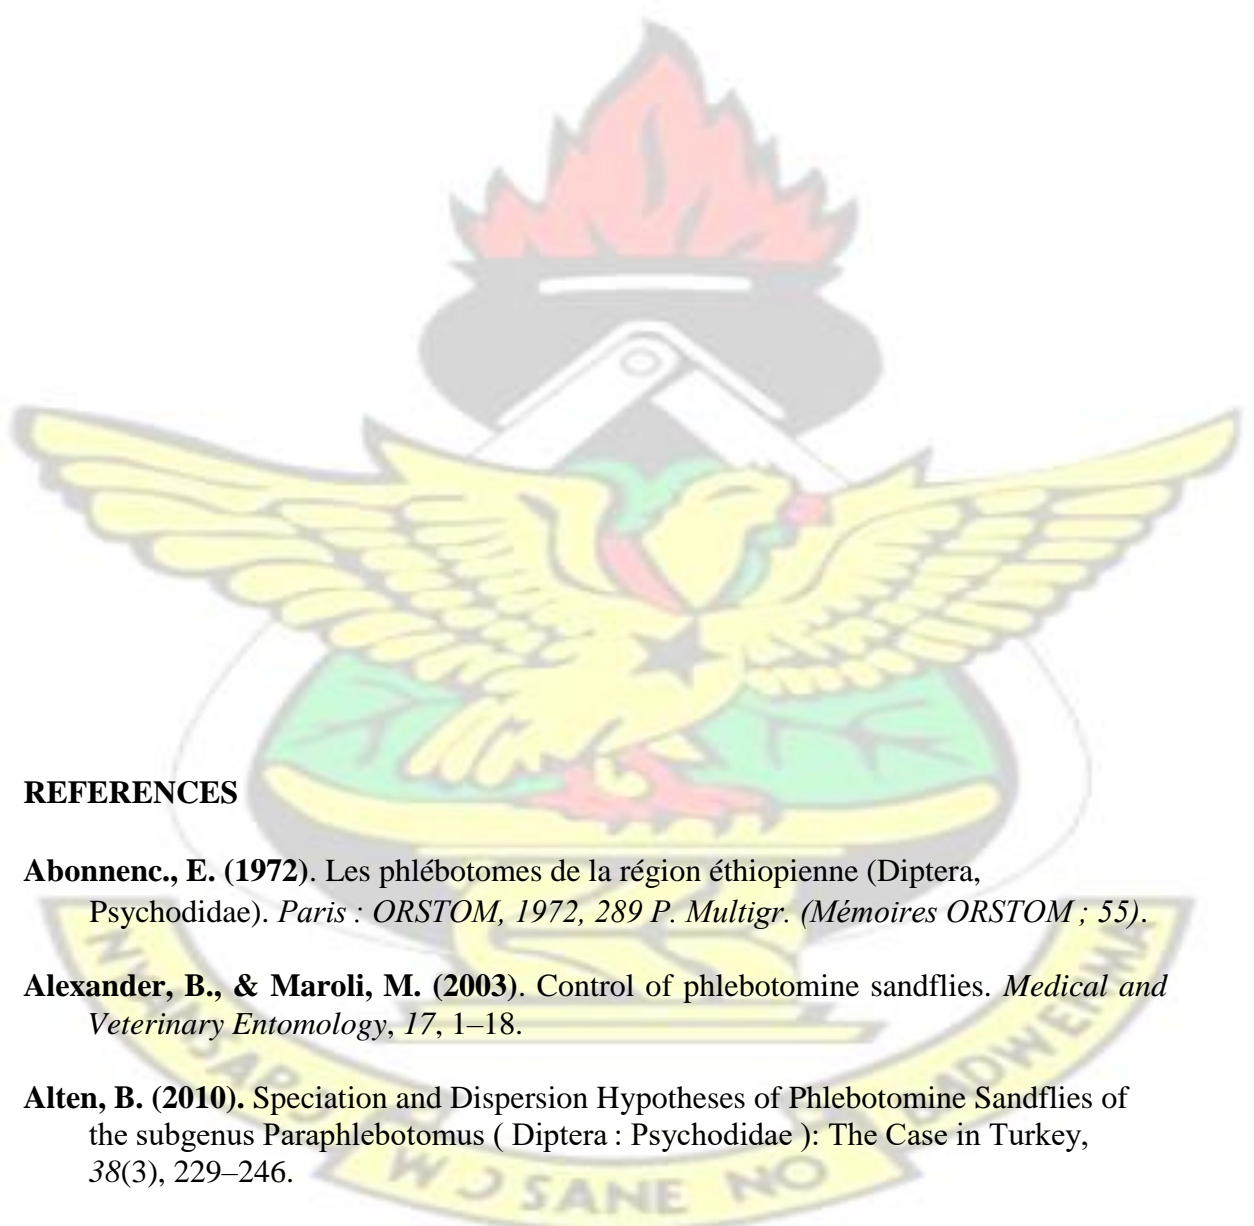 REFERENCES
Abonnenc., E. (1972). Les phlébotomes de la région éthiopienne (Diptera,
Psychodidae). Paris : ORSTOM, 1972, 289 P. Multigr. (Mémoires ORSTOM ; 55).
Alexander, B., & Maroli, M. (2003). Control of phlebotomine sandflies. Medical and
Veterinary Entomology, 17, 1–18.
Alten, B. (2010). Speciation and Dispersion Hypotheses of Phlebotomine Sandflies of
the subgenus Paraphlebotomus ( Diptera : Psychodidae ): The Case in Turkey,
38(3), 229–246.
W J SANE NO